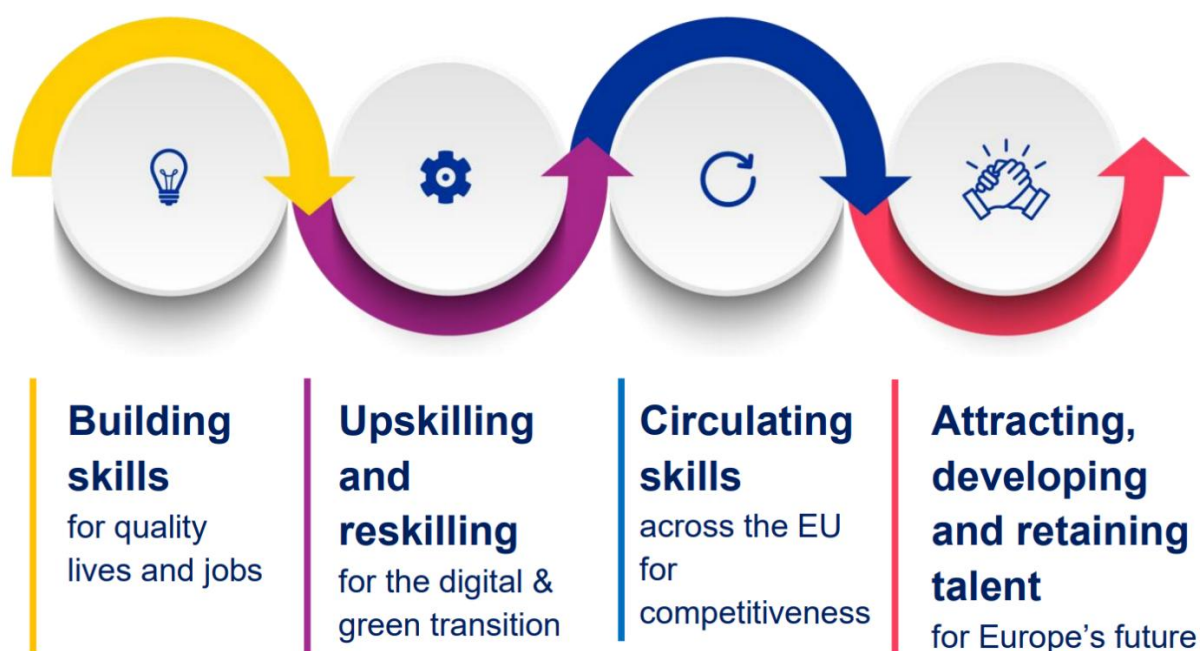 Building
skills
for quality
lives and jobs
Upskilling
and
reskilling
for the digital &
green transition
Circulating
skills
across the EU
for
competitiveness
Attracting,
developing
and retaining
talent
for Europe's future